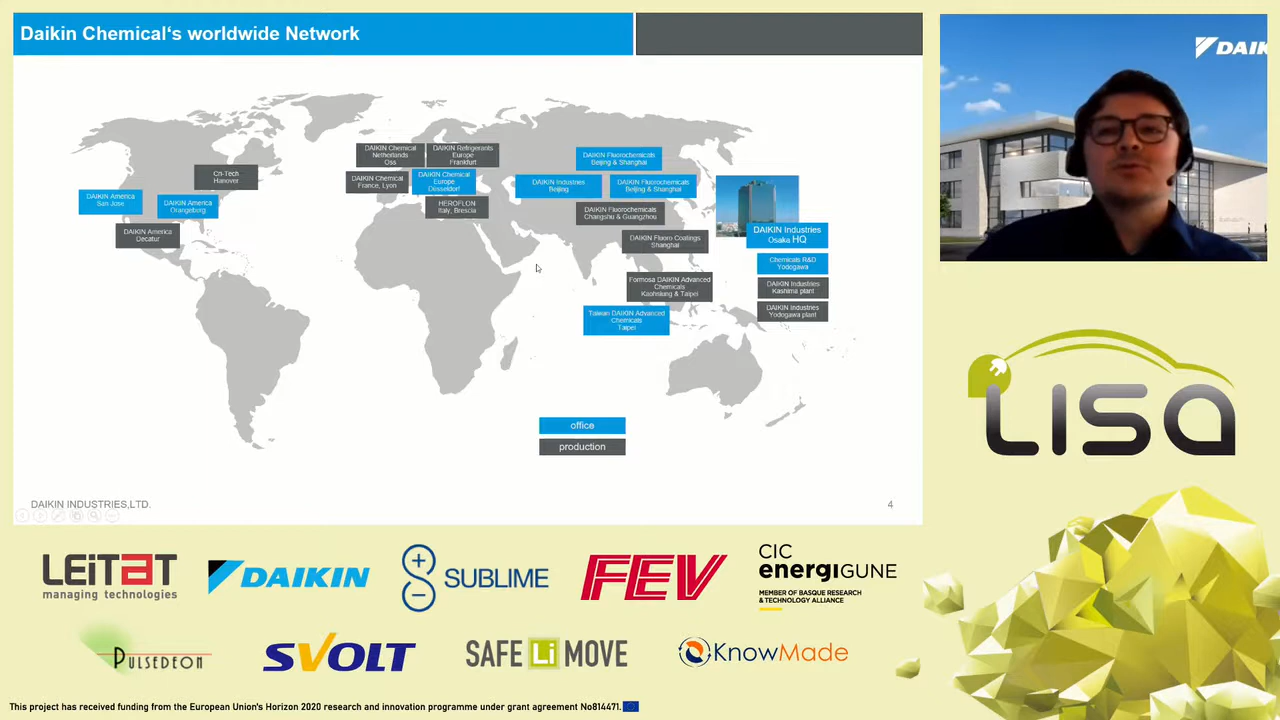 Daikin Chemical‘s worldwide Network
DAIKIN Chemical
Netherlands
Oss
DAIKIN Refrigerants
Europe
Frankfurt
DAIKIN Chemical
France, Lyon
DAIKIN Chemical
Europe
Düsseldorf
HEROFLON
Italy, Brescia
Cri-Tech
Hanover
DAIKIN America
San Jose
DAIKIN America
Orangeburg
DAIKIN America
Decatur
DAIKIN Fluorochemicals
Beijing & Shanghai
DAIKIN Industries
Beijing
DAIKIN Fluorochemicals
Beijing & Shanghai
DAIKIN Fluorochemicals
Changshu & Guangzhou
DAIKIN Fluoro Coatings
Shanghai
Formosa DAIKIN Advanced
Chemicals
Kaohniung & Taipei
Taiwan DAIKIN Advanced
Chemicals
Taipei
DAIKIN Industries
Osaka HQ
Chemicals R&D
Yodogawa
DAIKIN Industries
Kashima plant
DAIKIN Industries
Yodogawa plant
office
production
DAIKIN INDUSTRIES,LTD.
4
DAIK
LISA
LEITAT
managing technologies
DAIKIN
SUBLIME
FEV
CIC
energiGUNE
MEMBER OF BASQUE RESEARCH
& TECHNOLOGY ALLIANCE
PULSEDEON
SVOLT
SAFE Li MOVE
KnowMade
This project has received funding from the European Union's Horizon 2020 research and innovation programme under grant agreement No814471.